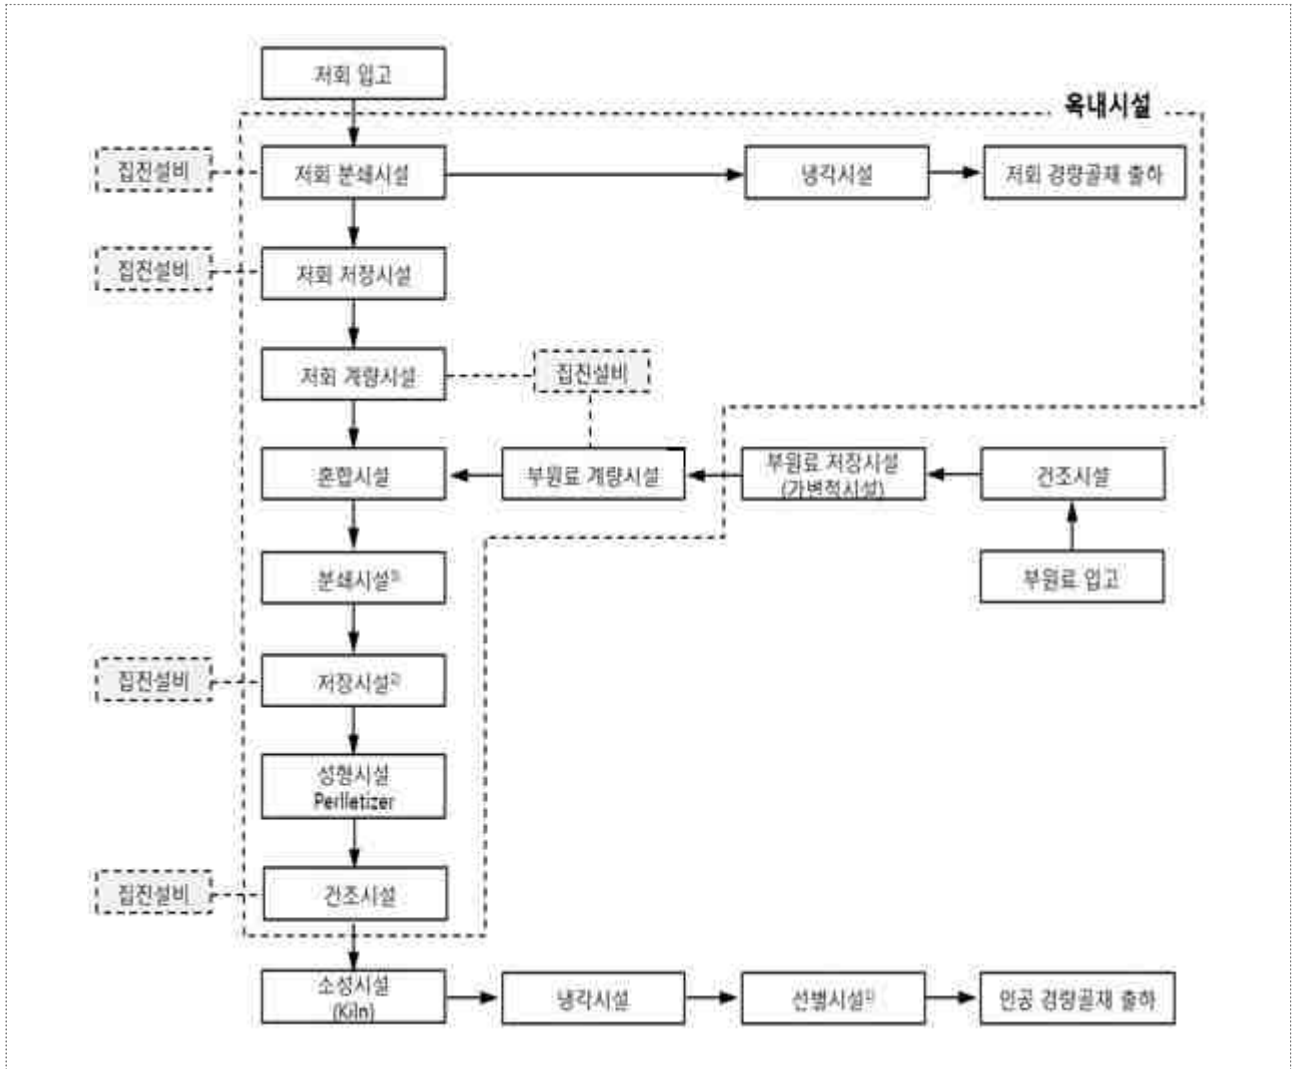 저회 입고
옥내시설
집진설비
저회 분쇄시설
냉각시설
저회 경량골재 출하
집진설비
저회 저장시설
저회 계량시설
집진설비
혼합시설
부원료 계량시설
부원료 저장시설
(가변적시설)
건조시설
분쇄시설³⁾
부원료 입고
집진설비
저장시설²⁾
성형시설
Perlletizer
집진설비
건조시설
소성시설
(Kiln)
냉각시설
선별시설¹⁾
인공 경량골재 출하